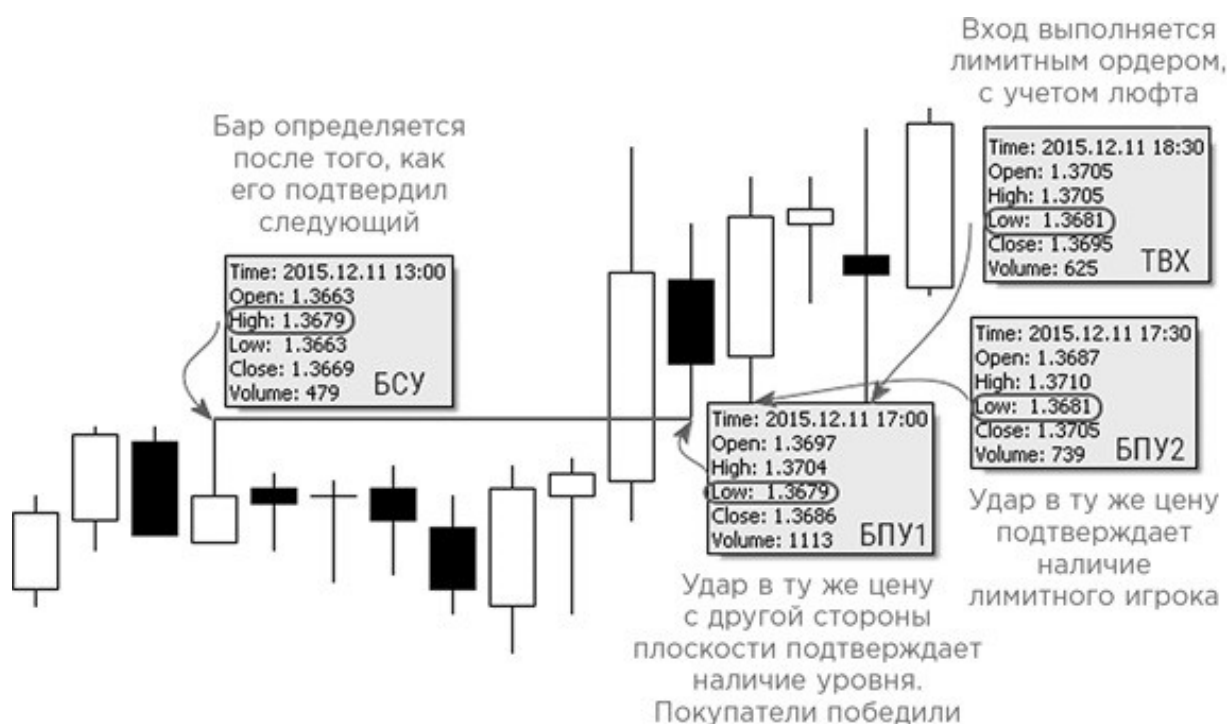 Вход выполняется
лимитным ордером,
с учетом люфта
Бар определяется
после того, как
его подтвердил
следующий
Time: 2015.12.11 18:30
Open: 1.3705
High: 1.3705
Low: 1.3681
Close: 1.3695
Volume: 625 ТВХ
Time: 2015.12.11 13:00
Open: 1.3663
High: 1.3679
Low: 1.3663
Close: 1.3669
Volume: 479 БСУ
Time: 2015.12.11 17:30
Open: 1.3687
High: 1.3710
Low: 1.3681
Close: 1.3705
Volume: 739 БПУ2
Time: 2015.12.11 17:00
Open: 1.3697
High: 1.3704
Low: 1.3679
Close: 1.3686
Volume: 1113 БПУ1
Удар в ту же цену
подтверждает
наличие
лимитного игрока
Удар в ту же цену
с другой стороны
плоскости подтверждает
наличие уровня.
Покупатели победили